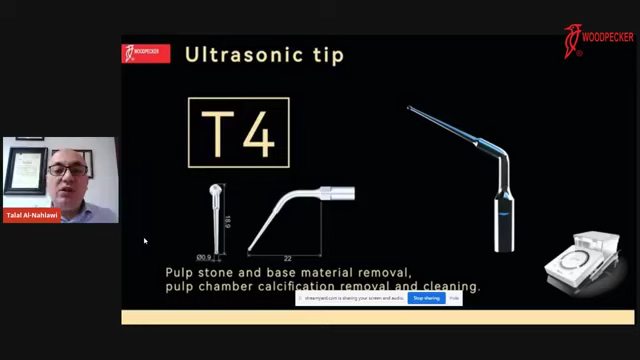 WOODPECKER
WOODPECKER
Ultrasonic tip
T4
18.9
Ø0.9
22
Talal Al-Nahlawi
Pulp stone and base material removal,
pulp chamber calcification removal and cleaning.
streamyard.com is sharing your screen and audio.
Stop sharing
Hide